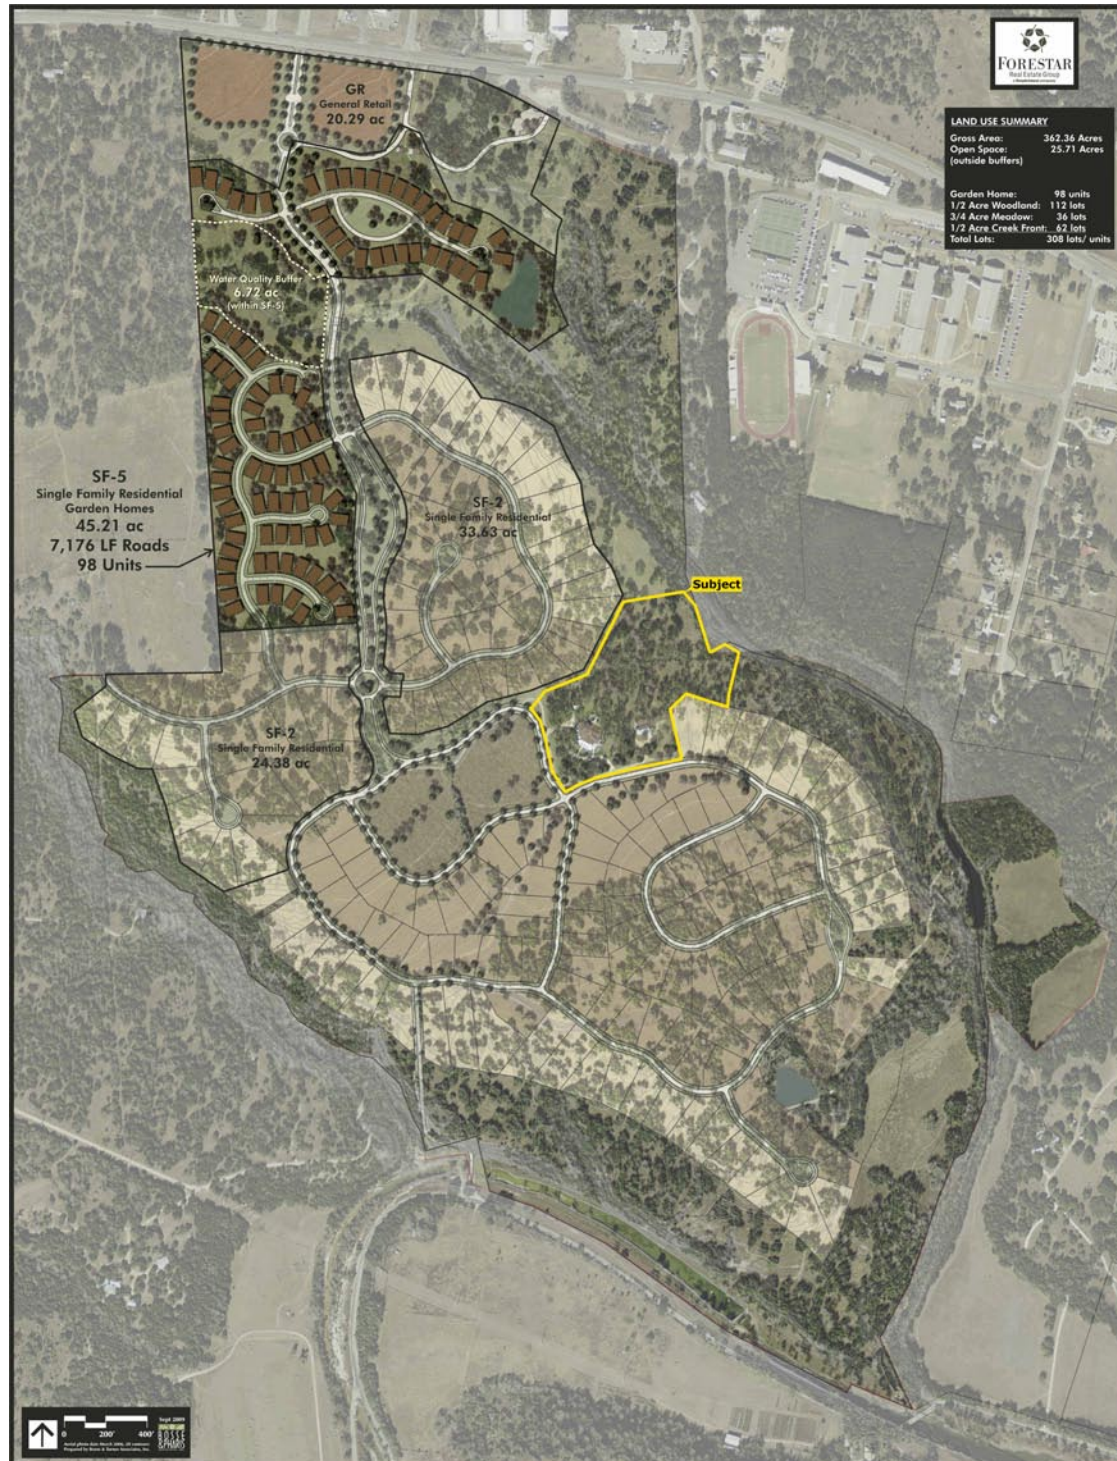 FORESTAR
Real Estate Group
LAND USE SUMMARY
Gross Area: 362.36 Acres
Open Space: 25.71 Acres
(outside buffers)
Garden Home: 98 units
1/2 Acre Woodland: 112 lots
3/4 Acre Meadow: 36 lots
1/2 Acre Creek Front: 62 lots
Total Lots: 308 lots/ units
GR
General Retail
20.29 ac
Water Quality Buffer
6.72 ac
(within SF-5)
SF-5
Single Family Residential
Garden Homes
45.21 ac
7,176 LF Roads
98 Units
SF-2
Single Family Residential
33.63 ac
Subject
SF-2
Single Family Residential
24.38 ac
0 200' 400'
Sept 2009